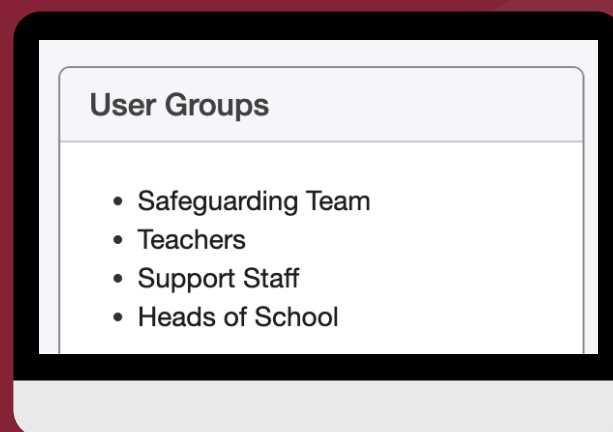 User Groups
• Safeguarding Team
• Teachers
• Support Staff
• Heads of School